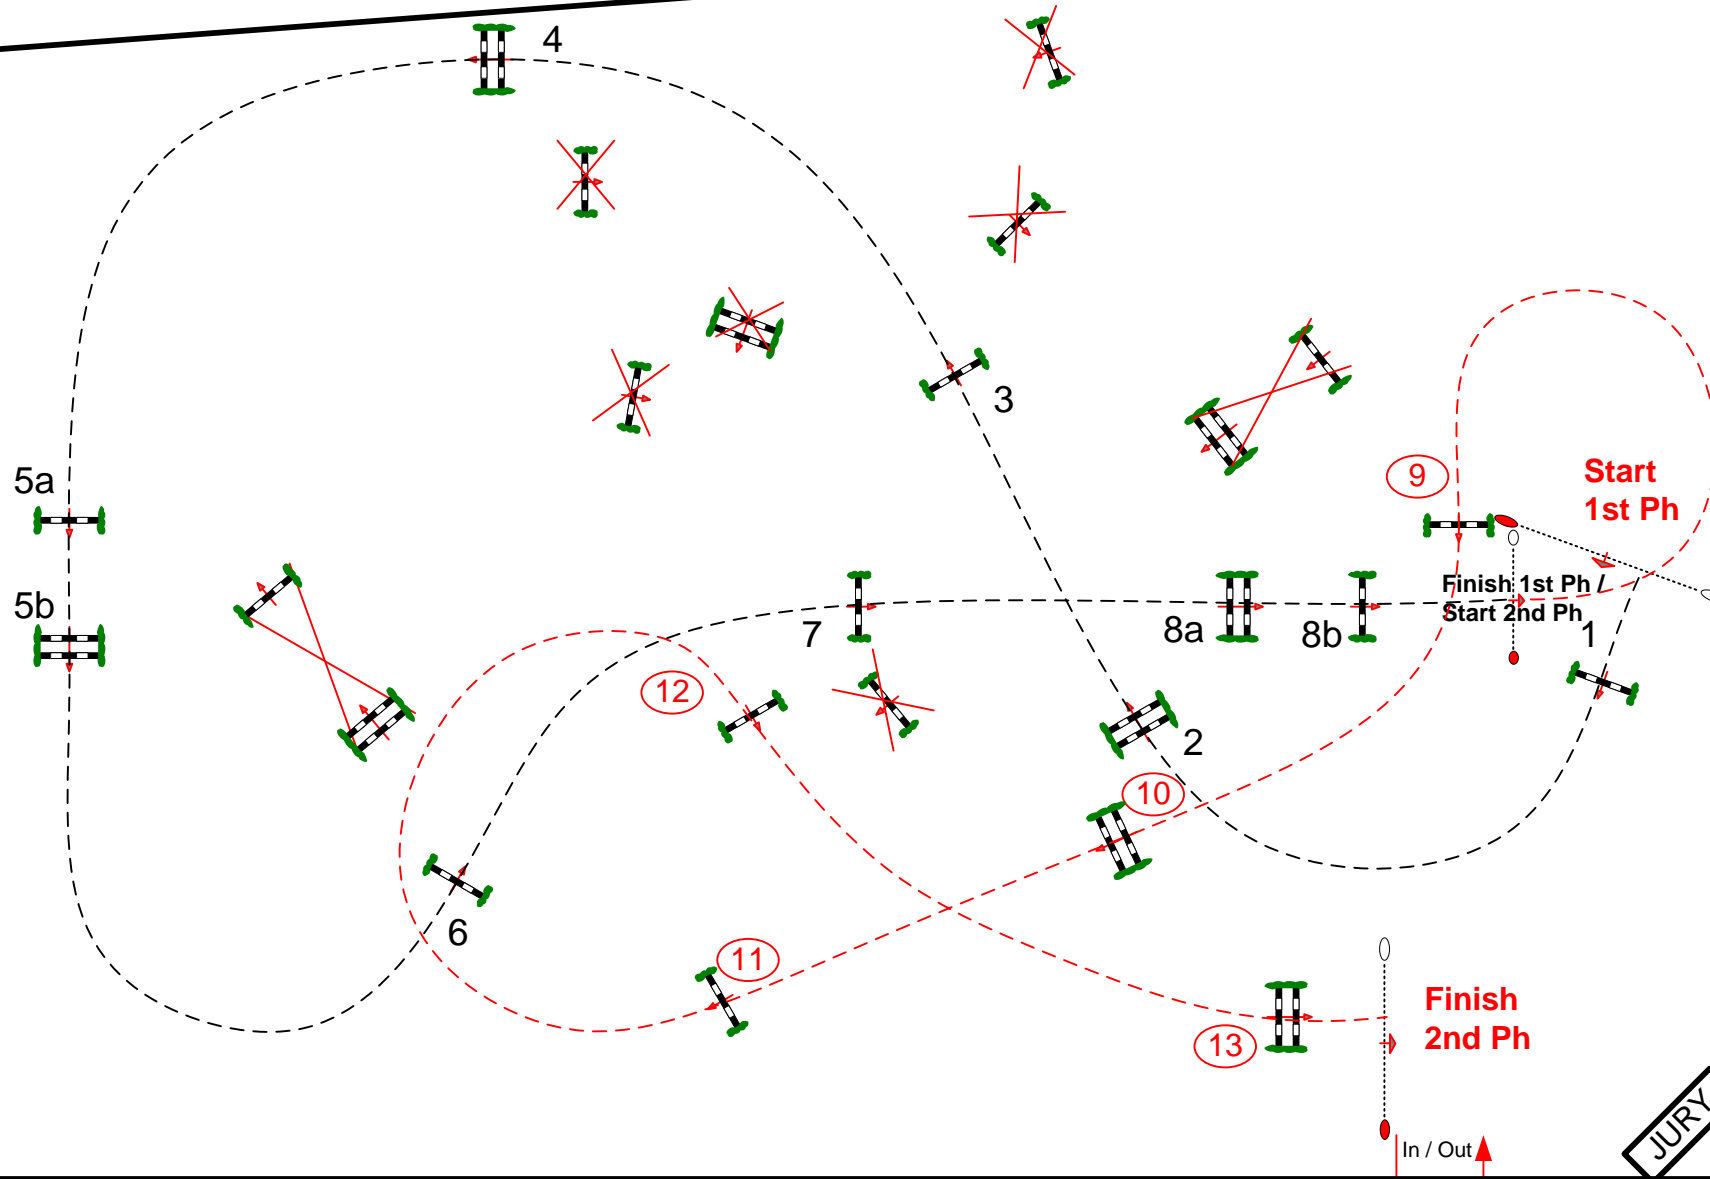 4
3
5a
9
Start
1st Ph
Finish 1st Ph /
Start 2nd Ph
5b
7
8a
8b
1
12
2
10
6
11
Finish
2nd Ph
13
In / Out
JURY